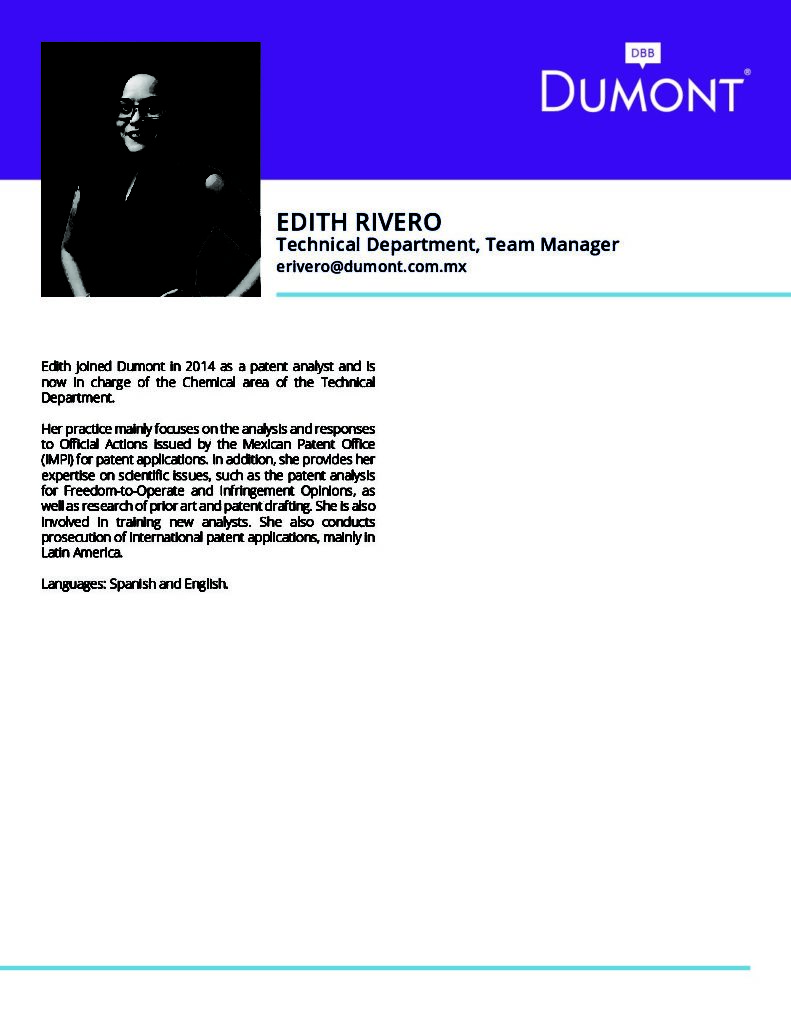 DBB
DUMONT®
EDITH RIVERO
Technical Department, Team Manager
erivero@dumont.com.mx
Edith joined Dumont in 2014 as a patent analyst and is
now in charge of the Chemical area of the Technical
Department.
Her practice mainly focuses on the analysis and responses
to Official Actions issued by the Mexican Patent Office
(IMPI) for patent applications. In addition, she provides her
expertise on scientific issues, such as the patent analysis
for Freedom-to-Operate and Infringement Opinions, as
well as research of prior art and patent drafting. She is also
involved in training new analysts. She also conducts
prosecution of international patent applications, mainly in
Latin America.
Languages: Spanish and English.